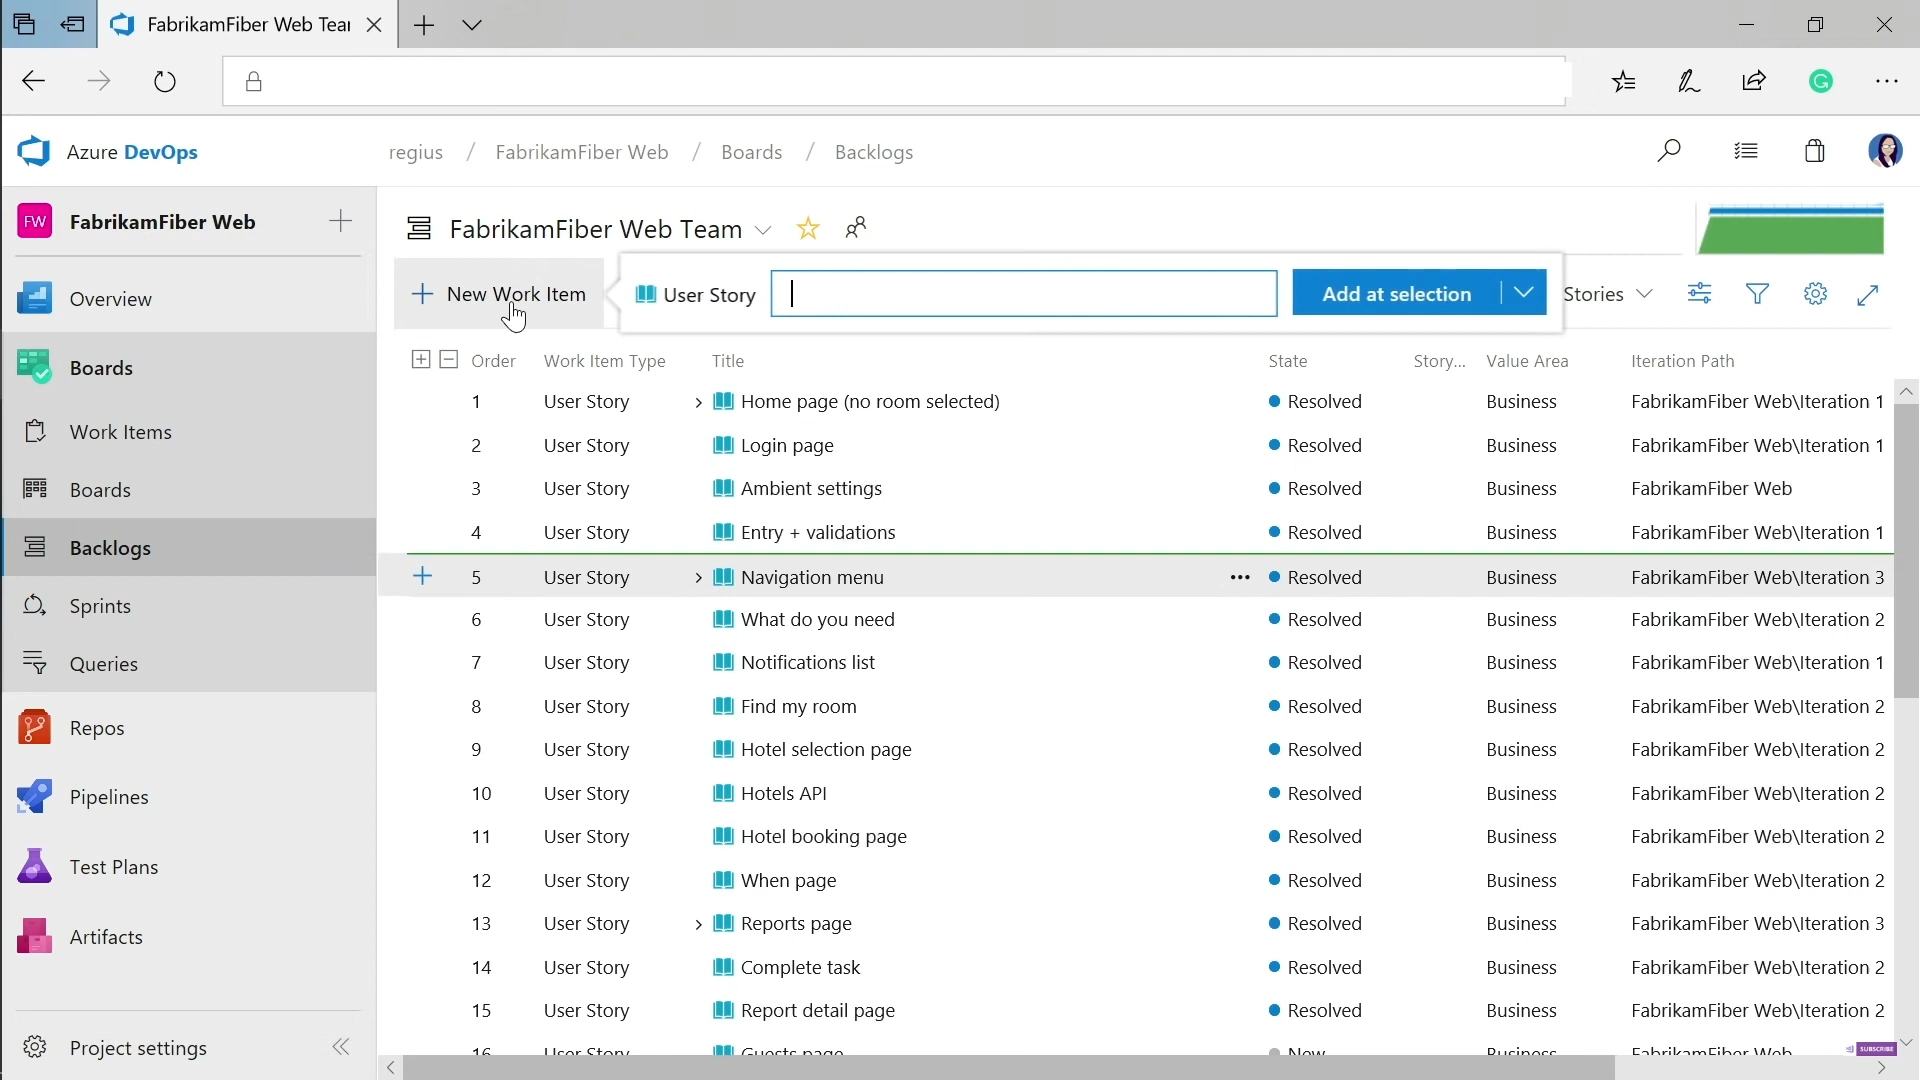 FabrikamFiber Web Tear
Azure DevOps
regius / FabrikamFiber Web / Boards / Backlogs
FW FabrikamFiber Web
Overview
Boards
Work Items
Boards
Backlogs
Sprints
Queries
Repos
Pipelines
Test Plans
Artifacts
Project settings
FabrikamFiber Web Team
New Work Item
User Story
Add at selection
Stories
Order Work Item Type Title State Story... Value Area Iteration Path
1 User Story Home page (no room selected) Resolved Business FabrikamFiber Web\Iteration 1
2 User Story Login page Resolved Business FabrikamFiber Web\Iteration 1
3 User Story Ambient settings Resolved Business FabrikamFiber Web
4 User Story Entry + validations Resolved Business FabrikamFiber Web\Iteration 1
5 User Story Navigation menu Resolved Business FabrikamFiber Web\Iteration 3
6 User Story What do you need Resolved Business FabrikamFiber Web\Iteration 2
7 User Story Notifications list Resolved Business FabrikamFiber Web\Iteration 1
8 User Story Find my room Resolved Business FabrikamFiber Web\Iteration 2
9 User Story Hotel selection page Resolved Business FabrikamFiber Web\Iteration 2
10 User Story Hotels API Resolved Business FabrikamFiber Web\Iteration 2
11 User Story Hotel booking page Resolved Business FabrikamFiber Web\Iteration 2
12 User Story When page Resolved Business FabrikamFiber Web\Iteration 2
13 User Story Reports page Resolved Business FabrikamFiber Web\Iteration 3
14 User Story Complete task Resolved Business FabrikamFiber Web\Iteration 2
15 User Story Report detail page Resolved Business FabrikamFiber Web\Iteration 2
16 User Story Guests page New Business FabrikamFiber Web
SUBSCRIBE